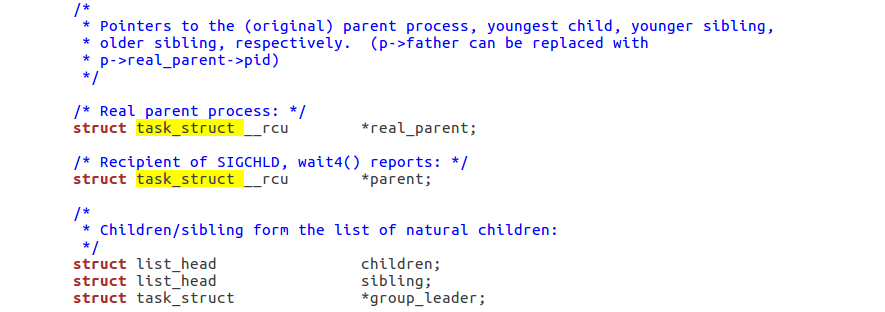 /*
 * Pointers to the (original) parent process, youngest child, younger sibling,
 * older sibling, respectively.  (p->father can be replaced with
 * p->real_parent->pid)
 */
/* Real parent process: */
struct task_struct __rcu        *real_parent;
/* Recipient of SIGCHLD, wait4() reports: */
struct task_struct __rcu        *parent;
/*
 * Children/sibling form the list of natural children:
 */
struct list_head                children;
struct list_head                sibling;
struct task_struct              *group_leader;